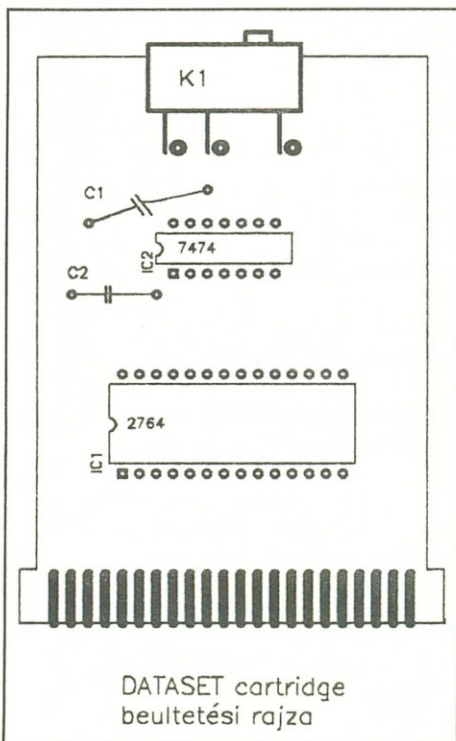 K1
C1
7474
IC2
C2
2764
IC1
DATASET cartridge
beultetési rajza